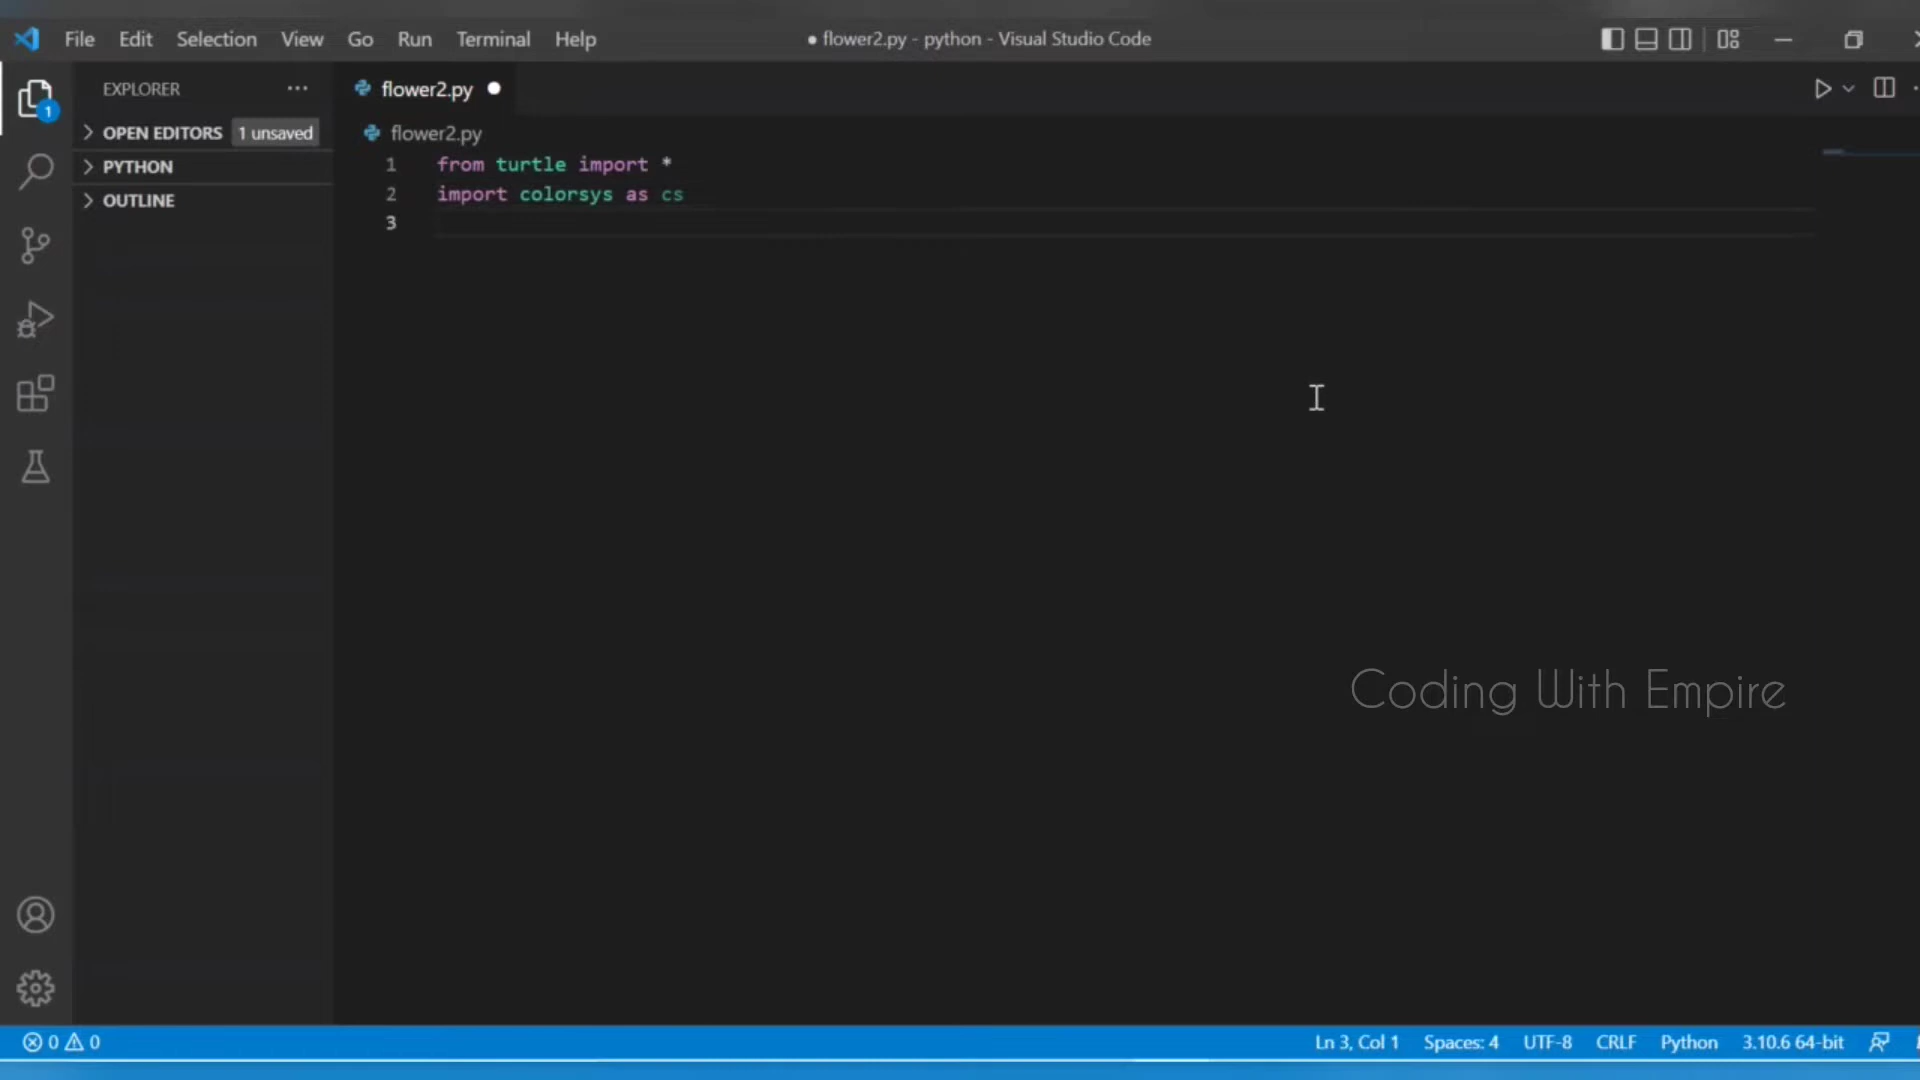 File Edit Selection View Go Run Terminal Help
● flower2.py - python - Visual Studio Code
EXPLORER ...
flower2.py
OPEN EDITORS 1 unsaved
flower2.py
PYTHON
OUTLINE
1
1 from turtle import *
2 import colorsys as cs
3
Coding With Empire
0 0
Ln 3, Col 1 Spaces: 4 UTF-8 CRLF Python 3.10.6 64-bit